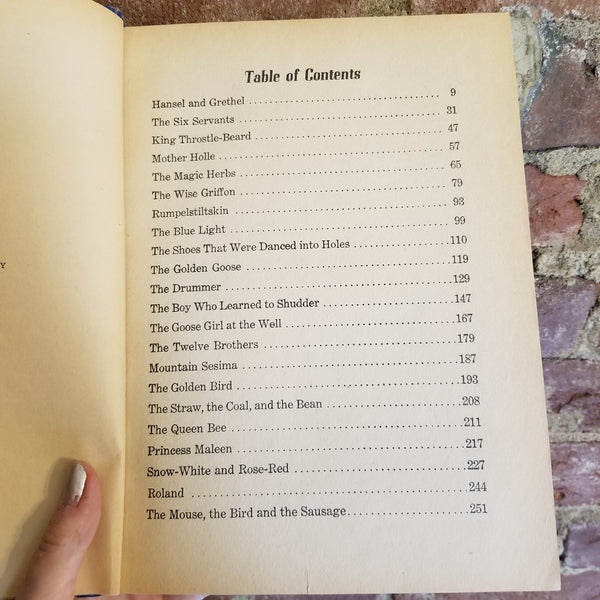 Y
Table of Contents
Hansel and Grethel 9
The Six Servants 31
King Throstle-Beard 47
Mother Holle 57
The Magic Herbs 65
The Wise Griffon 79
Rumpelstiltskin 93
The Blue Light 99
The Shoes That Were Danced into Holes 110
The Golden Goose 119
The Drummer 129
The Boy Who Learned to Shudder 147
The Goose Girl at the Well 167
The Twelve Brothers 179
Mountain Sesima 187
The Golden Bird 193
The Straw, the Coal, and the Bean 208
The Queen Bee 211
Princess Maleen 217
Snow-White and Rose-Red 227
Roland 244
The Mouse, the Bird and the Sausage 251